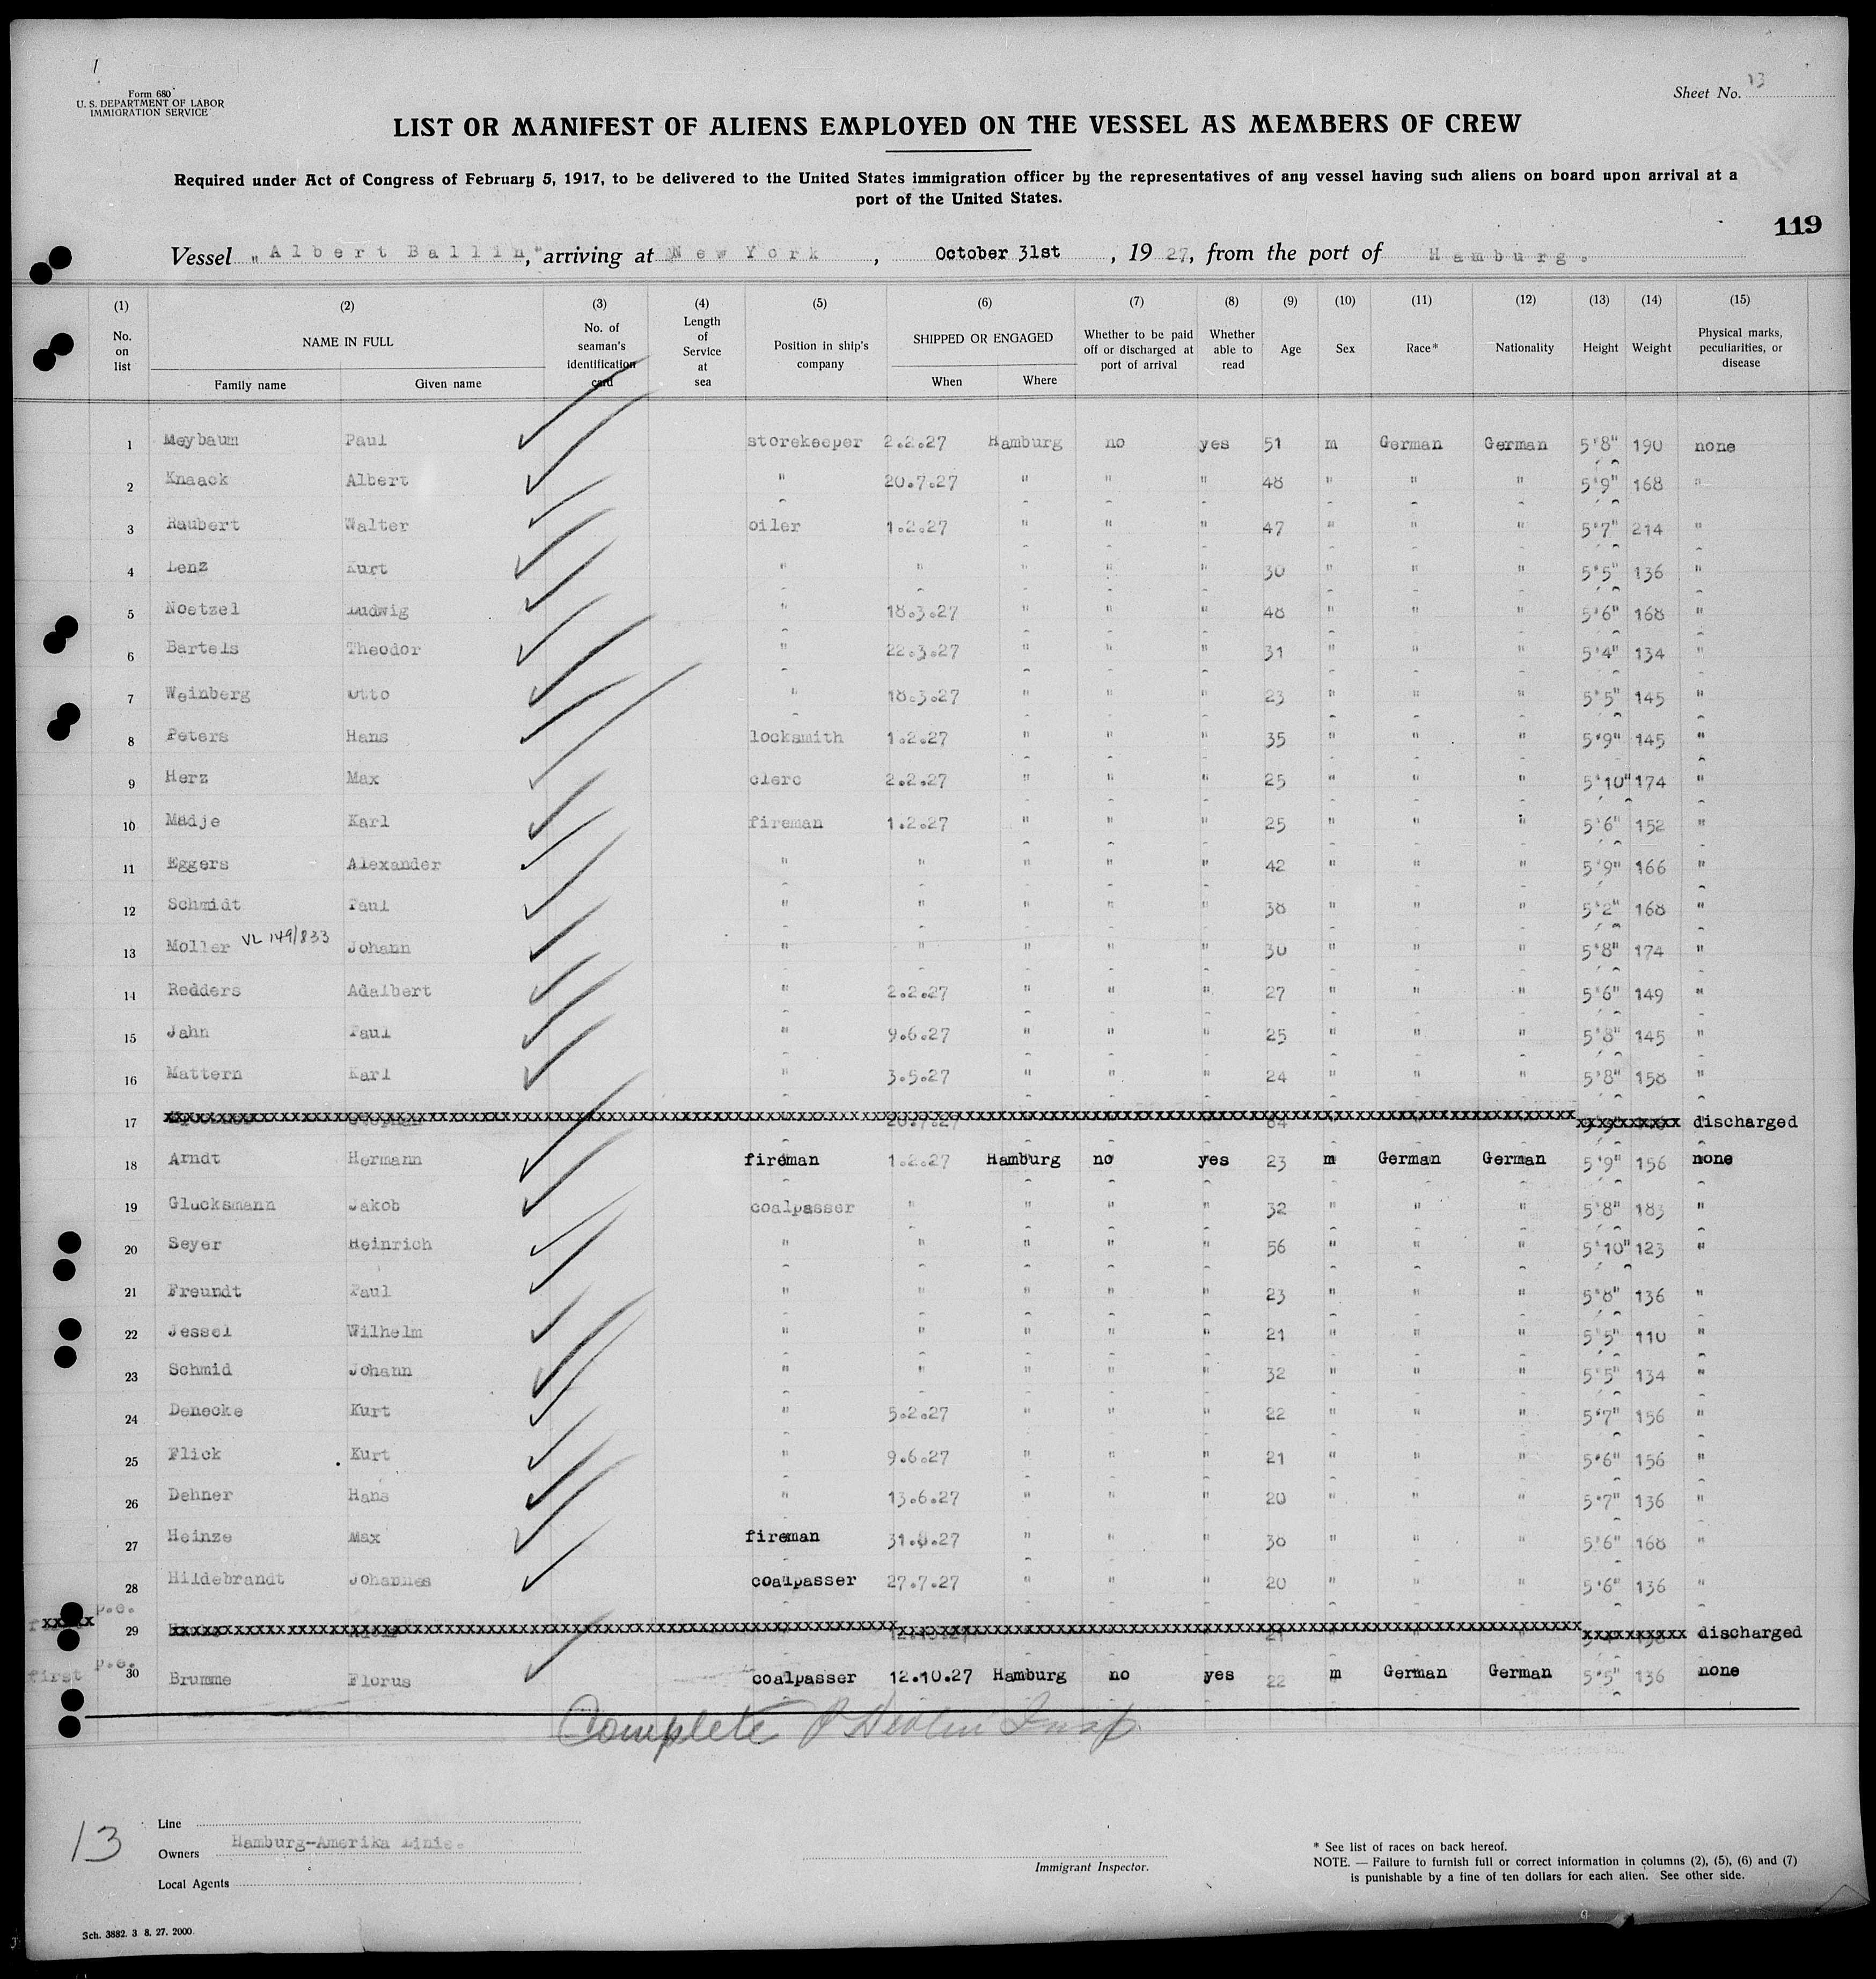 Form 680
U. S. DEPARTMENT OF LABOR
IMMIGRATION SERVICE
Sheet No. 13
LIST OR MANIFEST OF ALIENS EMPLOYED ON THE VESSEL AS MEMBERS OF CREW
Required under Act of Congress of February 5, 1917, to be delivered to the United States immigration officer by the representatives of any vessel having such aliens on board upon arrival at a
port of the United States.
119
Vessel "Albert Ballin", arriving at New York, October 31st, 1927, from the port of Hamburg.
(1) (2) (3) (4) (5) (6) (7) (8) (9) (10) (11) (12) (13) (14) (15)
No. on list NAME IN FULL Family name Given name No. of seaman's identification card Length of Service at sea Position in ship's company SHIPPED OR ENGAGED When Where Whether to be paid off or discharged at port of arrival Whether able to read Age Sex Race* Nationality Height Weight Physical marks, peculiarities, or disease
1 Meybaum Paul storekeeper 2.2.27 Hamburg no yes 51 m German German 5'8" 190 none
2 Knaack Albert " 20.7.27 " " " 48 " " " 5'9" 168 "
3 Raubert Walter oiler 1.2.27 " " " 47 " " " 5'7" 214 "
4 Lenz Kurt " " " " " 30 " " " 5'5" 136 "
5 Noetzel Ludwig " 18.3.27 " " " 48 " " " 5'6" 168 "
6 Bartels Theodor " 22.3.27 " " " 31 " " " 5'4" 134 "
7 Weinberg Otto " 18.3.27 " " " 23 " " " 5'5" 145 "
8 Peters Hans locksmith 1.2.27 " " " 35 " " " 5'9" 145 "
9 Herz Max clerc 2.2.27 " " " 25 " " " 5'10" 174 "
10 Madje Karl fireman 1.2.27 " " " 25 " " " 5'6" 152 "
11 Eggers Alexander " " " " " 42 " " " 5'9" 166 "
12 Schmidt Paul " " " " " 38 " " " 5'2" 168 "
13 Moller VL 149/833 Johann " " " " " 30 " " " 5'8" 174 "
14 Redders Adalbert " 2.2.27 " " " 27 " " " 5'6" 149 "
15 Jahn Paul " 9.6.27 " " " 25 " " " 5'8" 145 "
16 Mattern Karl " 3.5.27 " " " 24 " " " 5'8" 158 "
17 discharged
18 Arndt Hermann fireman 1.2.27 Hamburg no yes 23 m German German 5'9" 156 none
19 Glucksmann Jakob coalpasser " " " " 32 " " " 5'8" 183 "
20 Seyer Heinrich " " " " " 56 " " " 5'10" 123 "
21 Freundt Paul " " " " " 23 " " " 5'8" 136 "
22 Jessel Wilhelm " " " " " 21 " " " 5'5" 110 "
23 Schmid Johann " " " " " 32 " " " 5'5" 134 "
24 Denecke Kurt " 5.2.27 " " " 22 " " " 5'7" 156 "
25 Flick Kurt " 9.6.27 " " " 21 " " " 5'6" 156 "
26 Dehner Hans " 13.6.27 " " " 20 " " " 5'7" 136 "
27 Heinze Max fireman 31.8.27 " " " 38 " " " 5'6" 168 "
28 Hildebrandt Johannes coalpasser 27.7.27 " " " 20 " " " 5'6" 136 "
p.e.
29 discharged
first p.e. 30 Brumme Florus coalpasser 12.10.27 Hamburg no yes 22 m German German 5'5" 136 none
Complete
13
Line
Owners Hamburg-Amerika Linie.
Local Agents
Immigrant Inspector.
* See list of races on back hereof.
NOTE. — Failure to furnish full or correct information in columns (2), (5), (6) and (7)
is punishable by a fine of ten dollars for each alien. See other side.
Sch. 3882. 3 8. 27. 2000